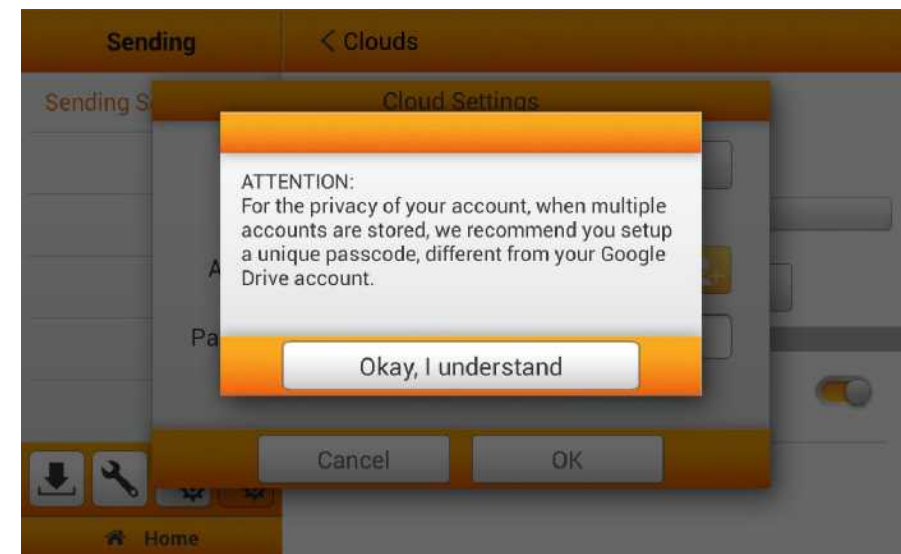 Sending
< Clouds
Sending S
Cloud Settings
ATTENTION:
For the privacy of your account, when multiple
accounts are stored, we recommend you setup
a unique passcode, different from your Google
Drive account.
A
Pa
Okay, I understand
Cancel
OK
Home